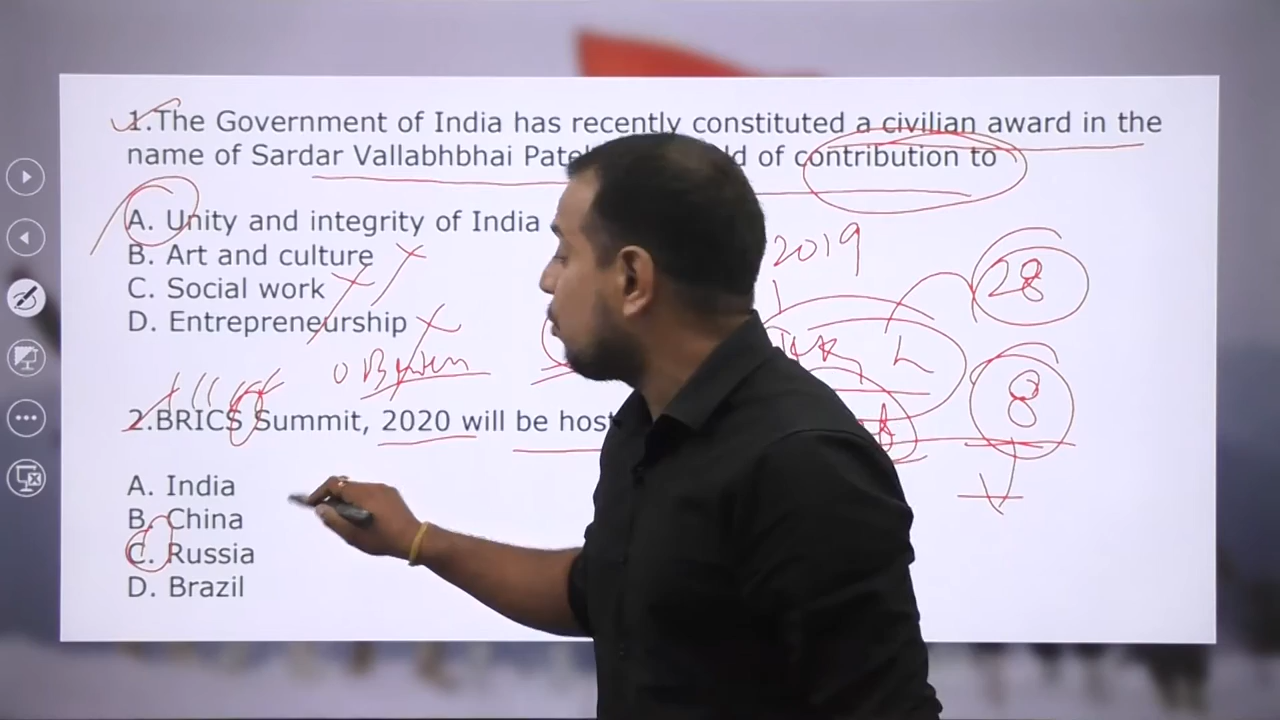 1.The Government of India has recently constituted a civilian award in the
name of Sardar Vallabhbhai Patel of contribution to
A. Unity and integrity of India
B. Art and culture
C. Social work
D. Entrepreneurship
2019
28
8
2.BRICS Summit, 2020 will be
A. India
B. China
C. Russia
D. Brazil